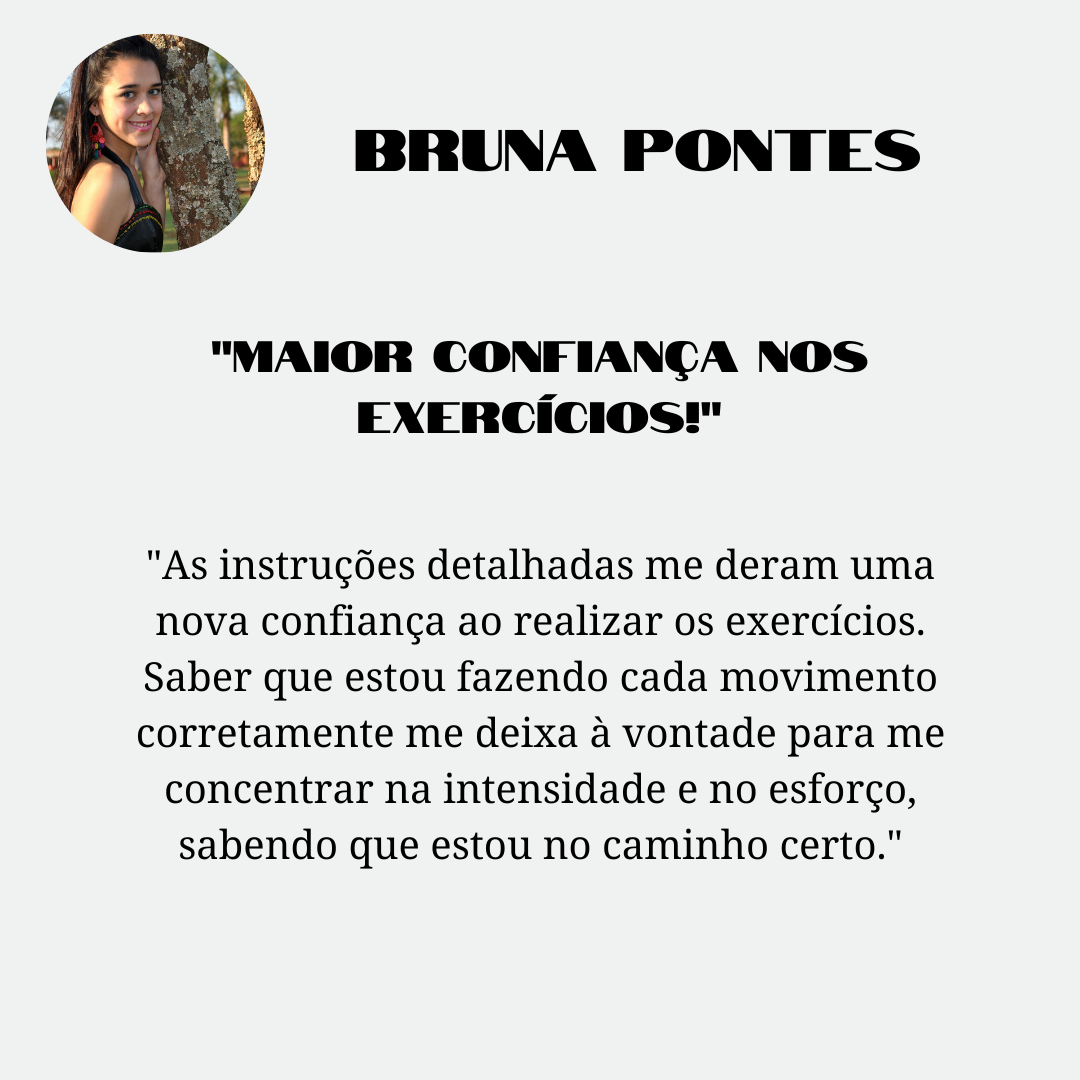 BRUNA PONTES
"MAIOR CONFIANÇA NOS
EXERCÍCIOS!"
"As instruções detalhadas me deram uma
nova confiança ao realizar os exercícios.
Saber que estou fazendo cada movimento
corretamente me deixa à vontade para me
concentrar na intensidade e no esforço,
sabendo que estou no caminho certo."